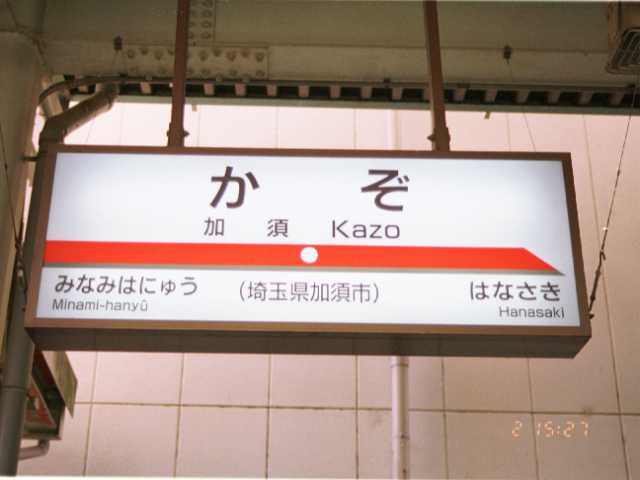 かぞ
加須 Kazo
みなみはにゅう
Minami-hanyū
(埼玉県加須市)
はなさき
Hanasaki
2 15:27